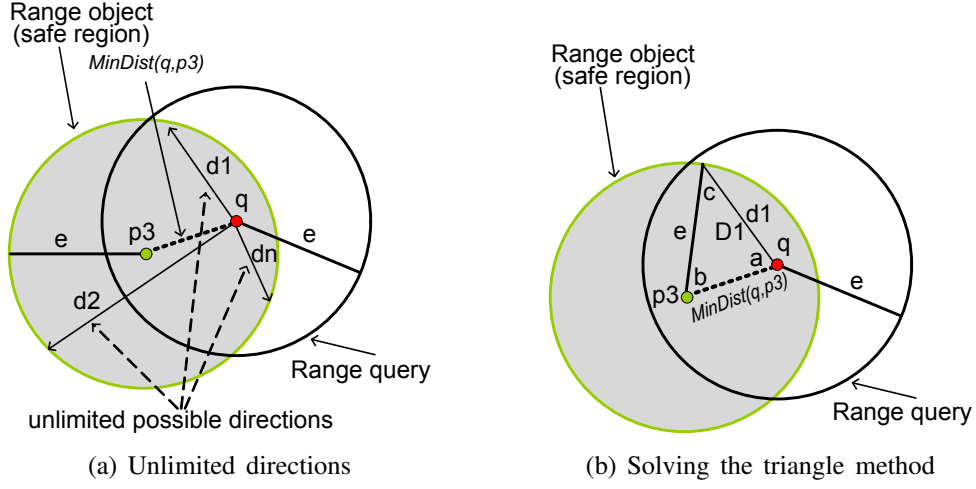 Range object
(safe region)
MinDist(q,p3)
d1
q
p3
e
e
dn
d2
Range query
unlimited possible directions
(a) Unlimited directions
Range object
(safe region)
c
d1
e
D1
q
a
b
p3
MinDist(q,p3)
e
Range query
(b) Solving the triangle method